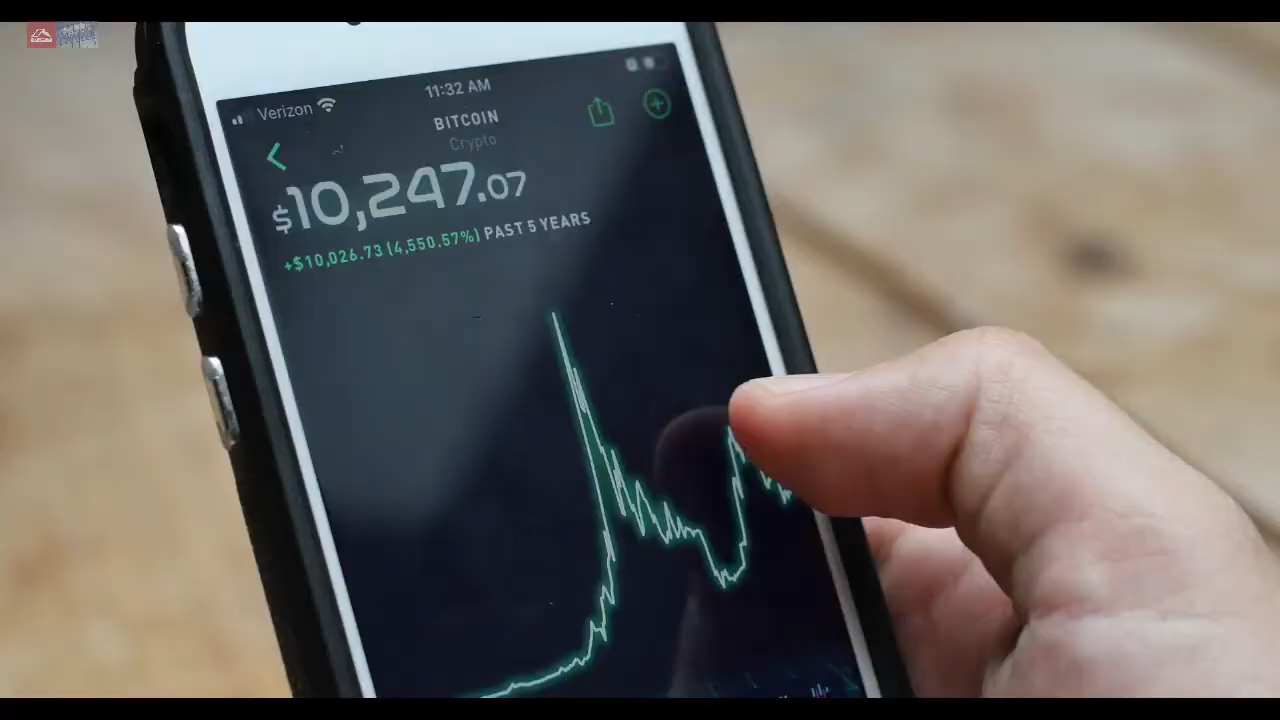 Verizon
11:32 AM
BITCOIN
Crypto
$10,247.07
+$10,026.73 (4,550.57%) PAST 5 YEARS